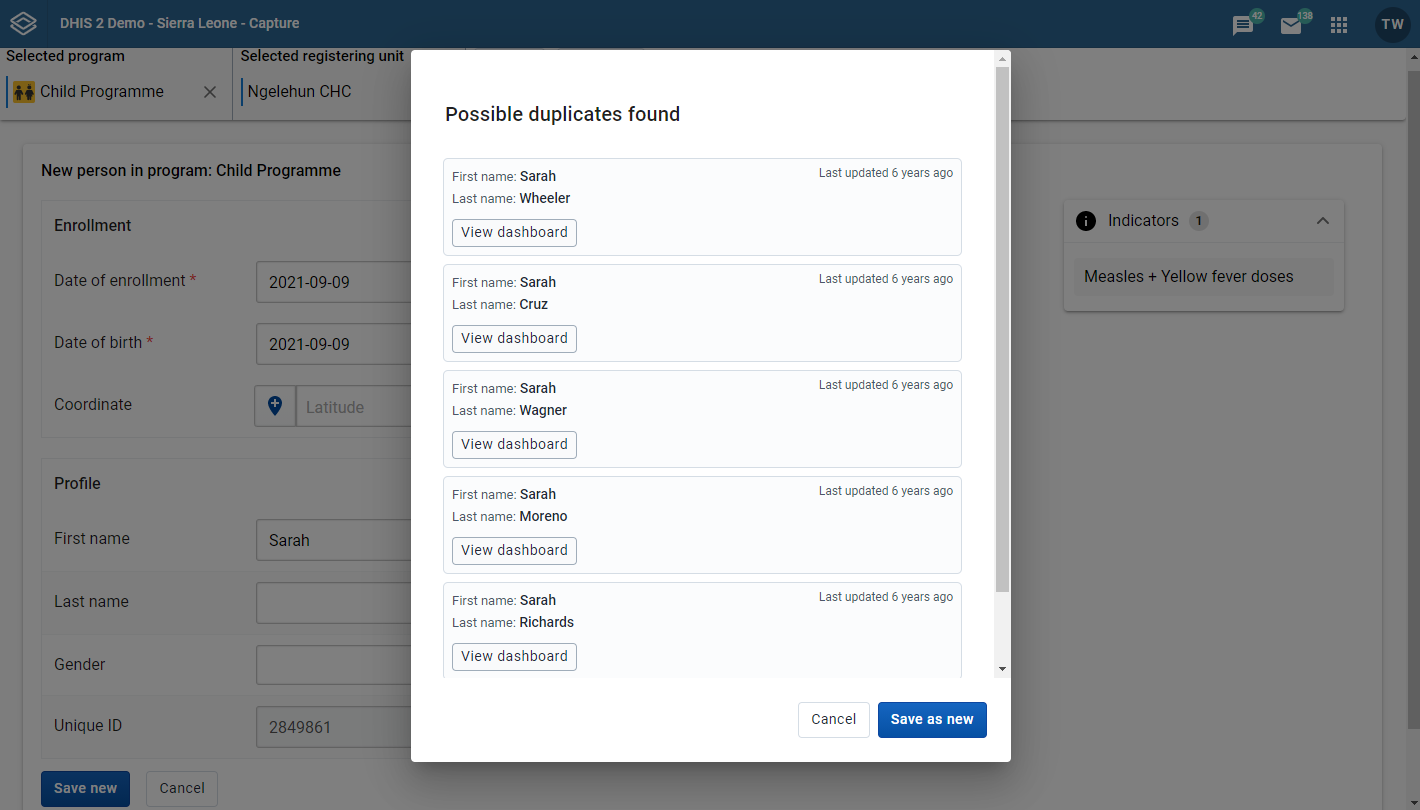 DHIS 2 Demo - Sierra Leone - Capture
42
138
TW
Selected program
Child Programme
Selected registering unit
Ngelehun CHC
New person in program: Child Programme
Enrollment
Date of enrollment *
2021-09-09
Date of birth *
2021-09-09
Coordinate
Latitude
Profile
First name
Sarah
Last name
Gender
Unique ID
2849861
Save new
Cancel
Possible duplicates found
First name: Sarah
Last updated 6 years ago
Last name: Wheeler
View dashboard
First name: Sarah
Last updated 6 years ago
Last name: Cruz
View dashboard
First name: Sarah
Last updated 6 years ago
Last name: Wagner
View dashboard
First name: Sarah
Last updated 6 years ago
Last name: Moreno
View dashboard
First name: Sarah
Last updated 6 years ago
Last name: Richards
View dashboard
Cancel
Save as new
Indicators 1
Measles + Yellow fever doses